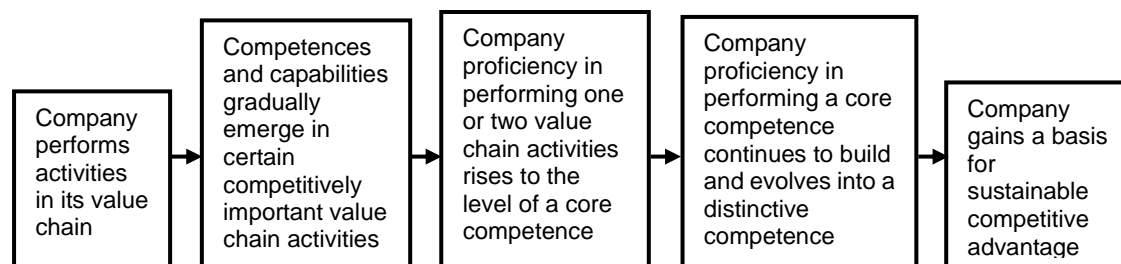 Company
performs
activities
in its value
chain
Competences
and capabilities
gradually
emerge in
certain
competitively
important value
chain activities
Company
proficiency in
performing one
or two value
chain activities
rises to the
level of a core
competence
Company
proficiency in
performing a core
competence
continues to build
and evolves into a
distinctive
competence
Company
gains a basis
for
sustainable
competitive
advantage